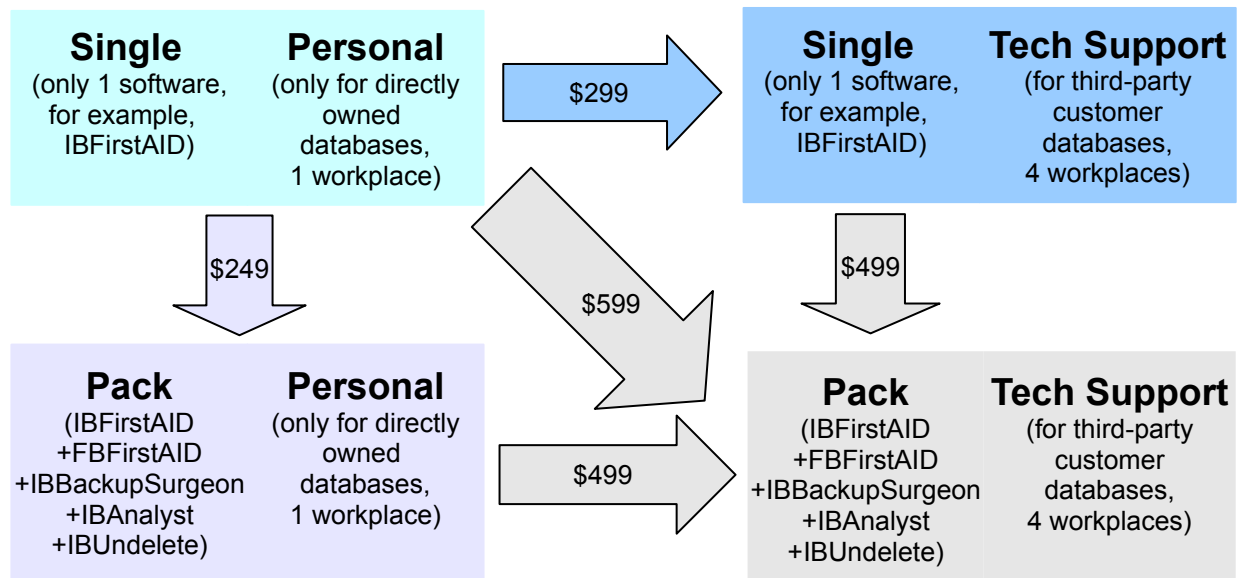 Single
(only 1 software,
for example,
IBFirstAID)
Personal
(only for directly
owned
databases,
1 workplace)
$299
Single
(only 1 software,
for example,
IBFirstAID)
Tech Support
(for third-party
customer
databases,
4 workplaces)
$249
$599
$499
Pack
(IBFirstAID
+FBFirstAID
+IBBackupSurgeon
+IBAnalyst
+IBUndelete)
Personal
(only for directly
owned
databases,
1 workplace)
$499
Pack
(IBFirstAID
+FBFirstAID
+IBBackupSurgeon
+IBAnalyst
+IBUndelete)
Tech Support
(for third-party
customer
databases,
4 workplaces)